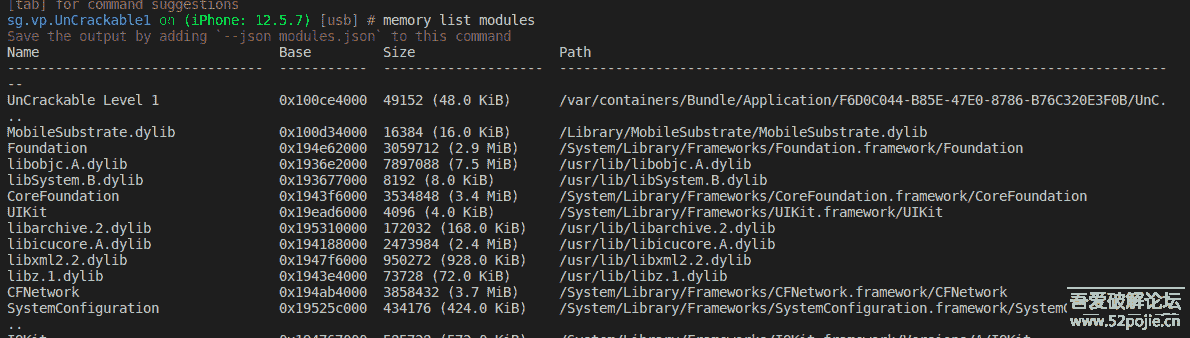 [tab] for command suggestions
sg.vp.UnCrackable1 on (iPhone: 12.5.7) [usb] # memory list modules
Save the output by adding `--json modules.json` to this command
Name Base Size Path
-------------------------------- ----------- -------------------- ----------------------------------------------------------------------------
--
UnCrackable Level 1 0x100ce4000 49152 (48.0 KiB) /var/containers/Bundle/Application/F6D0C044-B85E-47E0-8786-B76C320E3F0B/UnC.
..
MobileSubstrate.dylib 0x100d34000 16384 (16.0 KiB) /Library/MobileSubstrate/MobileSubstrate.dylib
Foundation 0x194e62000 3059712 (2.9 MiB) /System/Library/Frameworks/Foundation.framework/Foundation
libobjc.A.dylib 0x1936e2000 7897088 (7.5 MiB) /usr/lib/libobjc.A.dylib
libSystem.B.dylib 0x193677000 8192 (8.0 KiB) /usr/lib/libSystem.B.dylib
CoreFoundation 0x1943f6000 3534848 (3.4 MiB) /System/Library/Frameworks/CoreFoundation.framework/CoreFoundation
UIKit 0x19ead6000 4096 (4.0 KiB) /System/Library/Frameworks/UIKit.framework/UIKit
libarchive.2.dylib 0x195310000 172032 (168.0 KiB) /usr/lib/libarchive.2.dylib
libicucore.A.dylib 0x194188000 2473984 (2.4 MiB) /usr/lib/libicucore.A.dylib
libxml2.2.dylib 0x1947f6000 950272 (928.0 KiB) /usr/lib/libxml2.2.dylib
libz.1.dylib 0x1943e4000 73728 (72.0 KiB) /usr/lib/libz.1.dylib
CFNetwork 0x194ab4000 3858432 (3.7 MiB) /System/Library/Frameworks/CFNetwork.framework/CFNetwork
SystemConfiguration 0x19525c000 434176 (424.0 KiB) /System/Library/Frameworks/SystemConfiguration.framework/SystemC
..
吾爱破解论坛
www.52pojie.cn